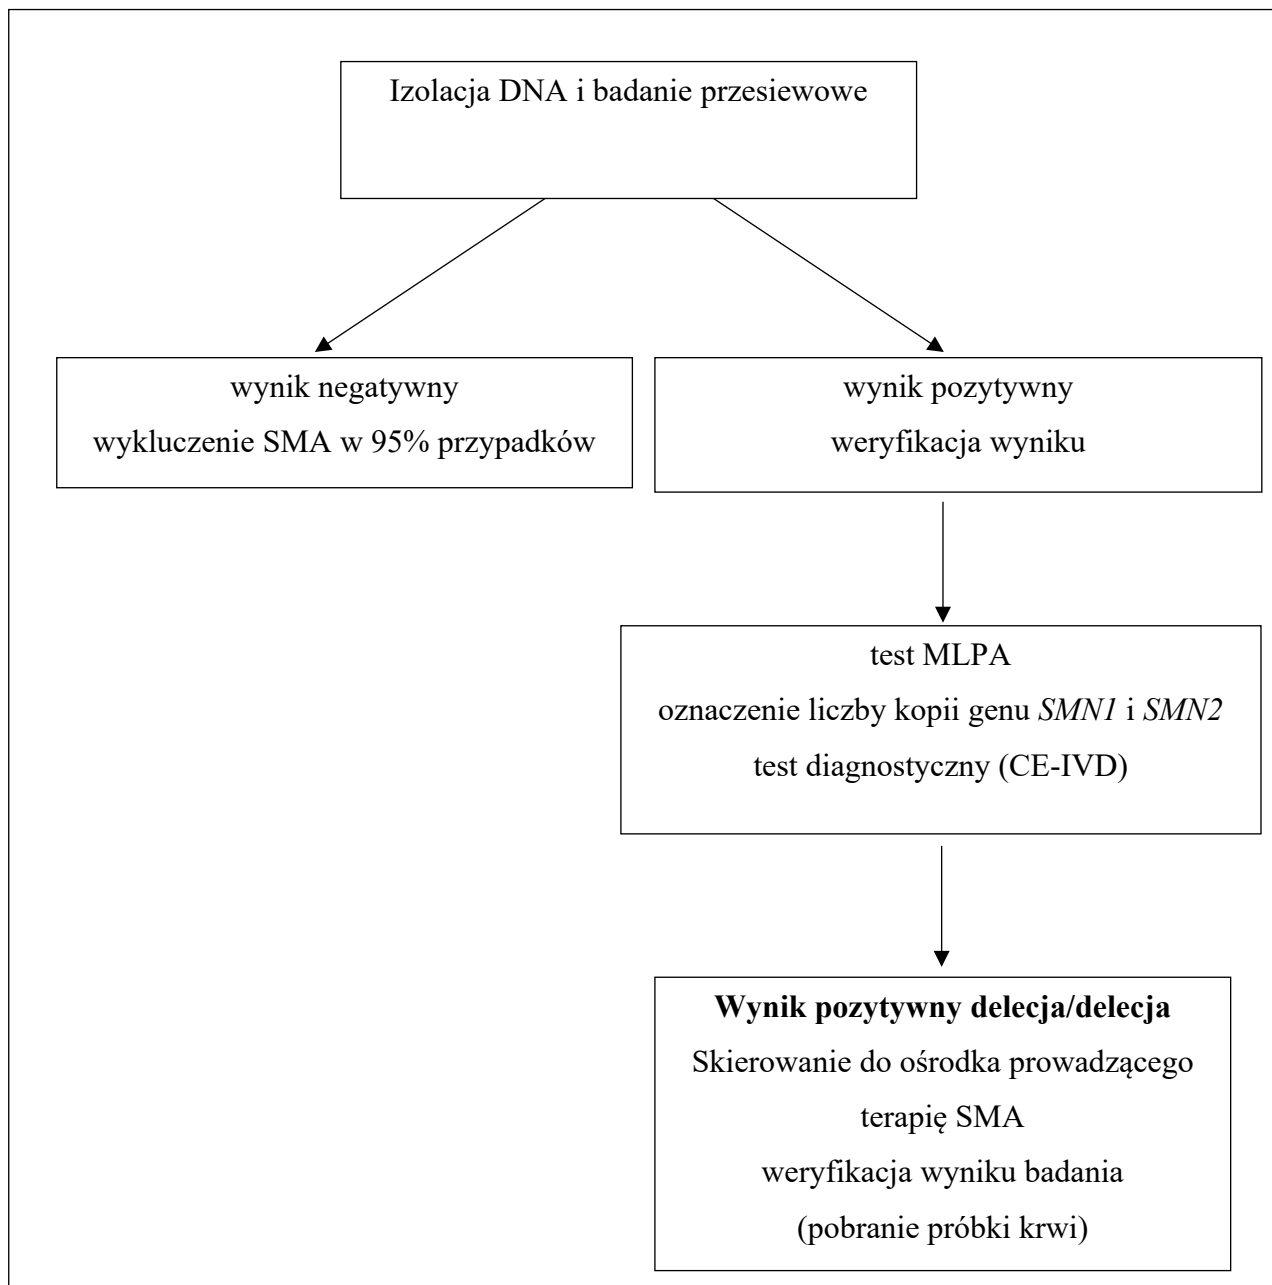 Izolacja DNA i badanie przesiewowe
wynik negatywny
wykluczenie SMA w 95% przypadków
wynik pozytywny
weryfikacja wyniku
test MLPA
oznaczenie liczby kopii genu SMN1 i SMN2
test diagnostyczny (CE-IVD)
Wynik pozytywny delecja/delecja
Skierowanie do ośrodka prowadzącego
terapię SMA
weryfikacja wyniku badania
(pobranie próbki krwi)